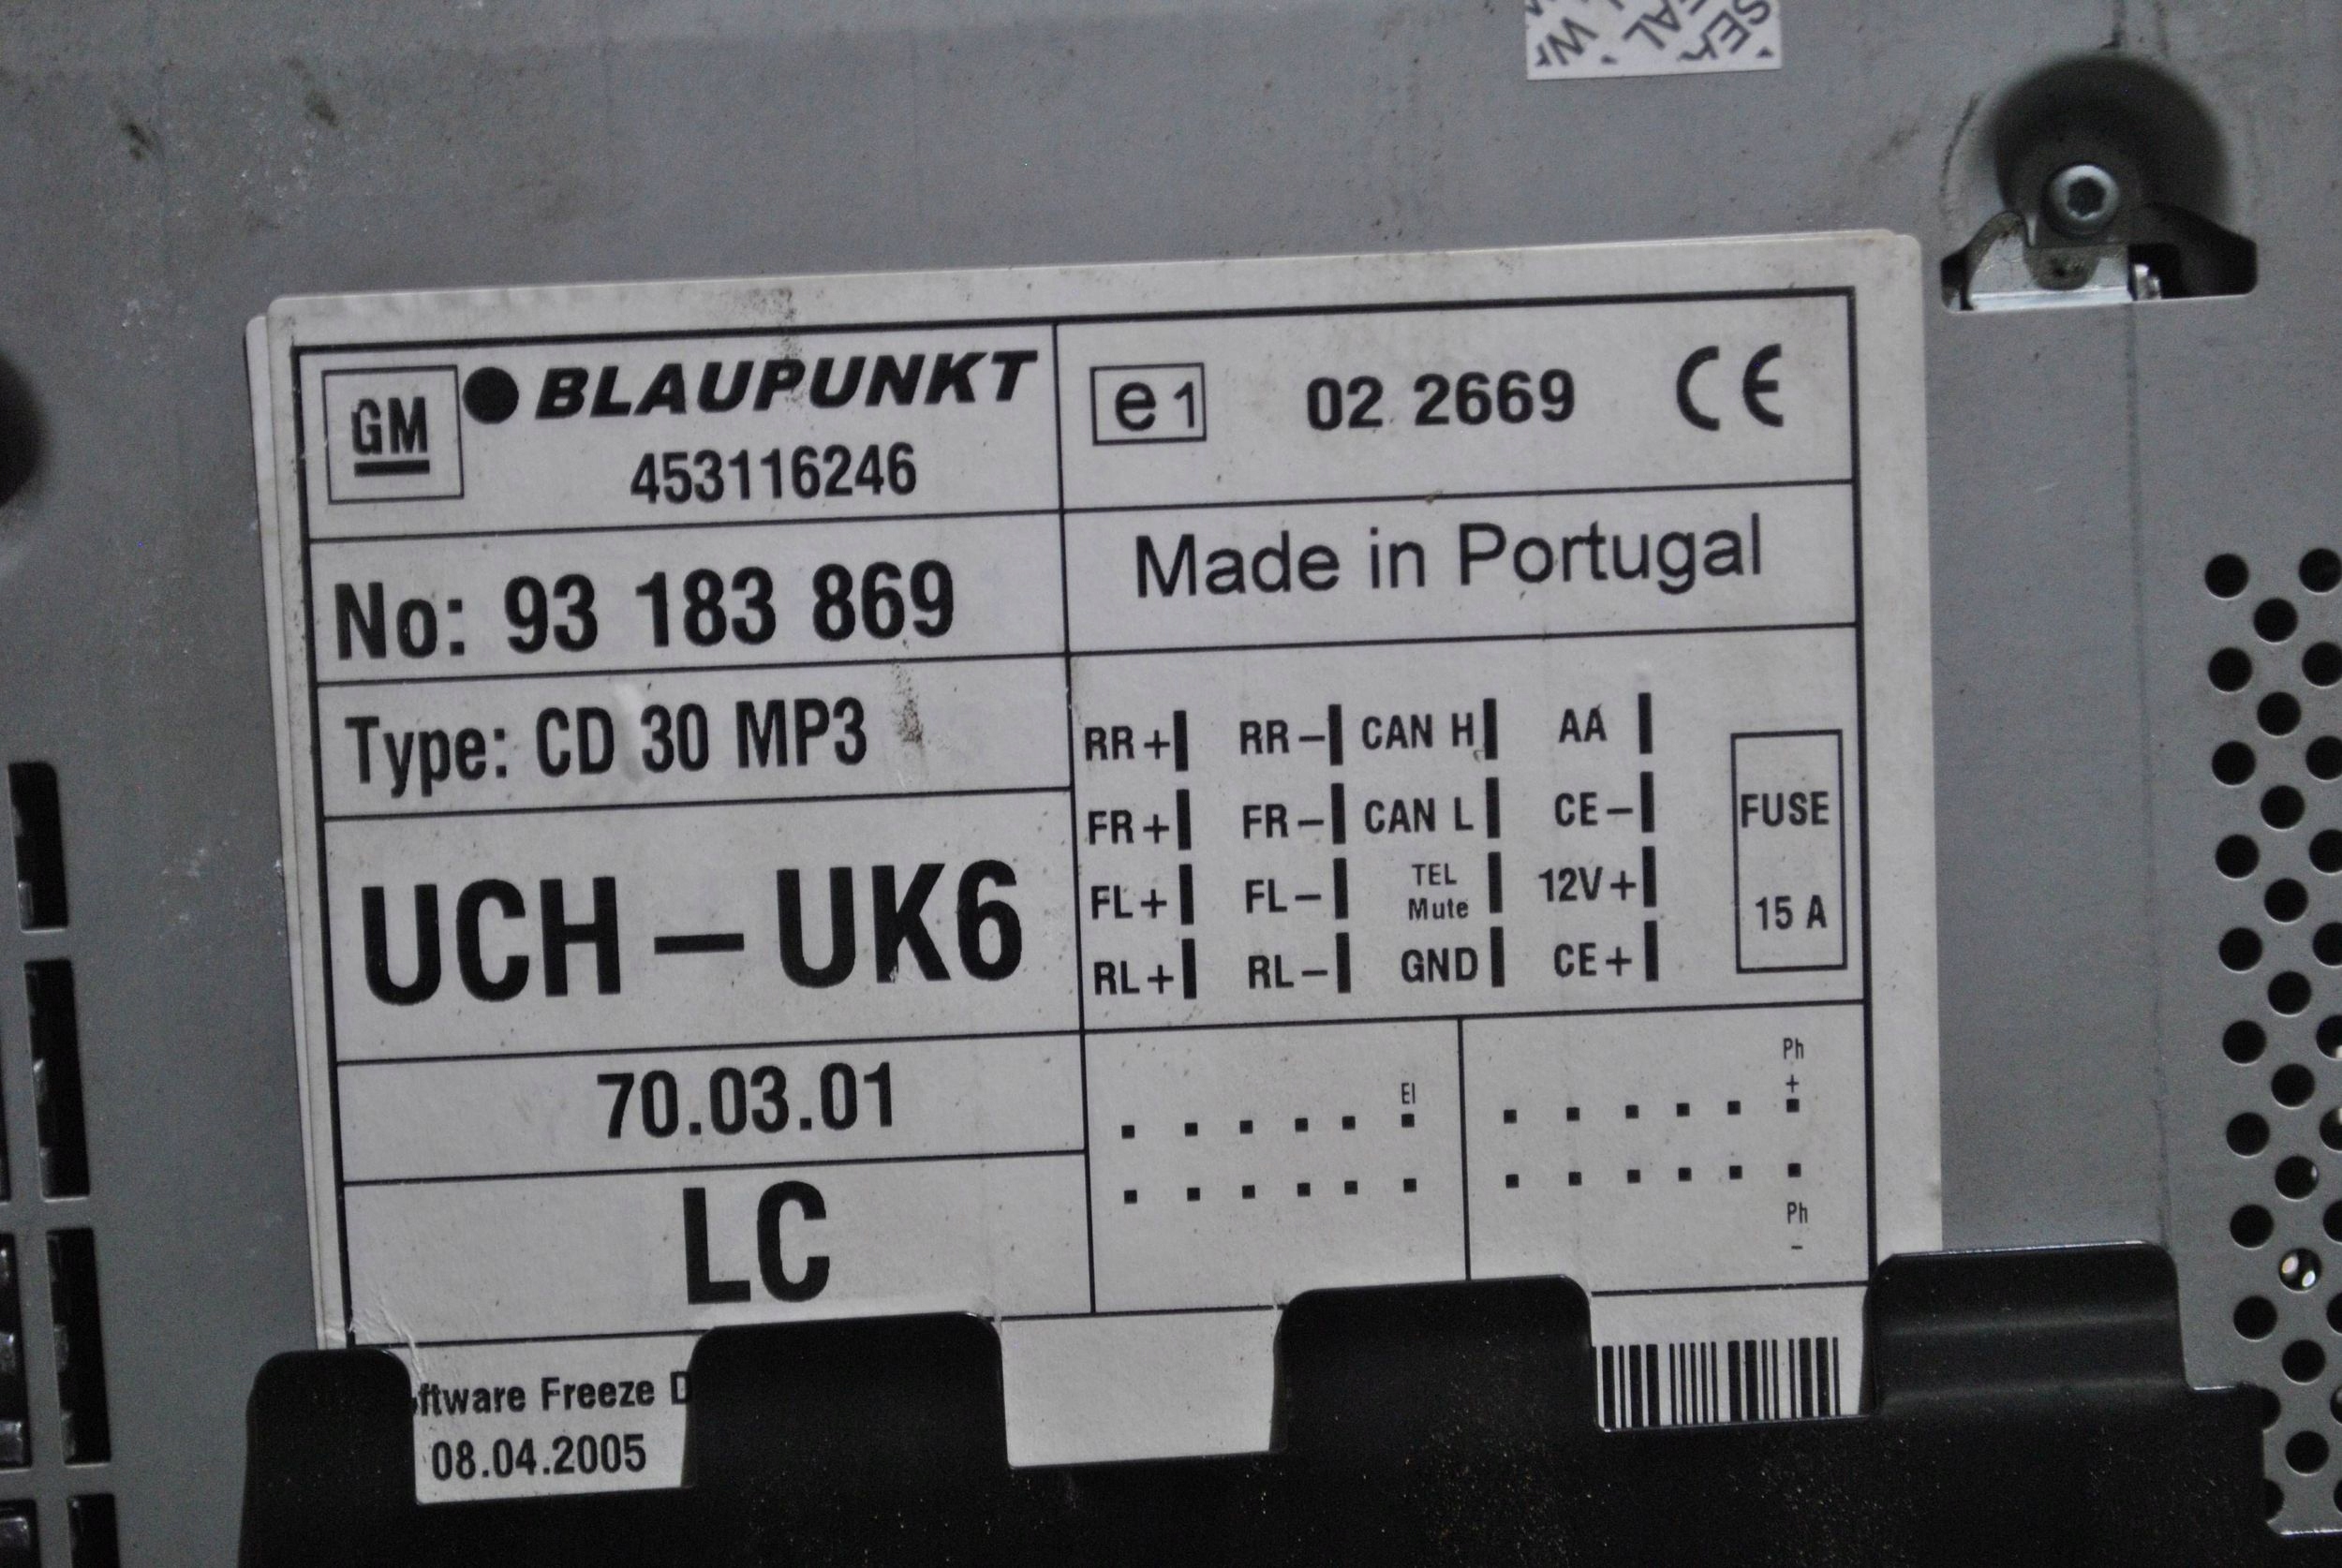 GM
BLAUPUNKT
453116246
e1 02 2669 CE
No: 93 183 869
Made in Portugal
Type: CD 30 MP3
UCH – UK6
70.03.01
LC
RR+ RR– CAN H AA
FR+ FR– CAN L CE–
FL+ FL– TEL Mute 12V+
RL+ RL– GND CE+
FUSE
15 A
EI
Ph
+
Ph
–
Freeze
08.04.2005